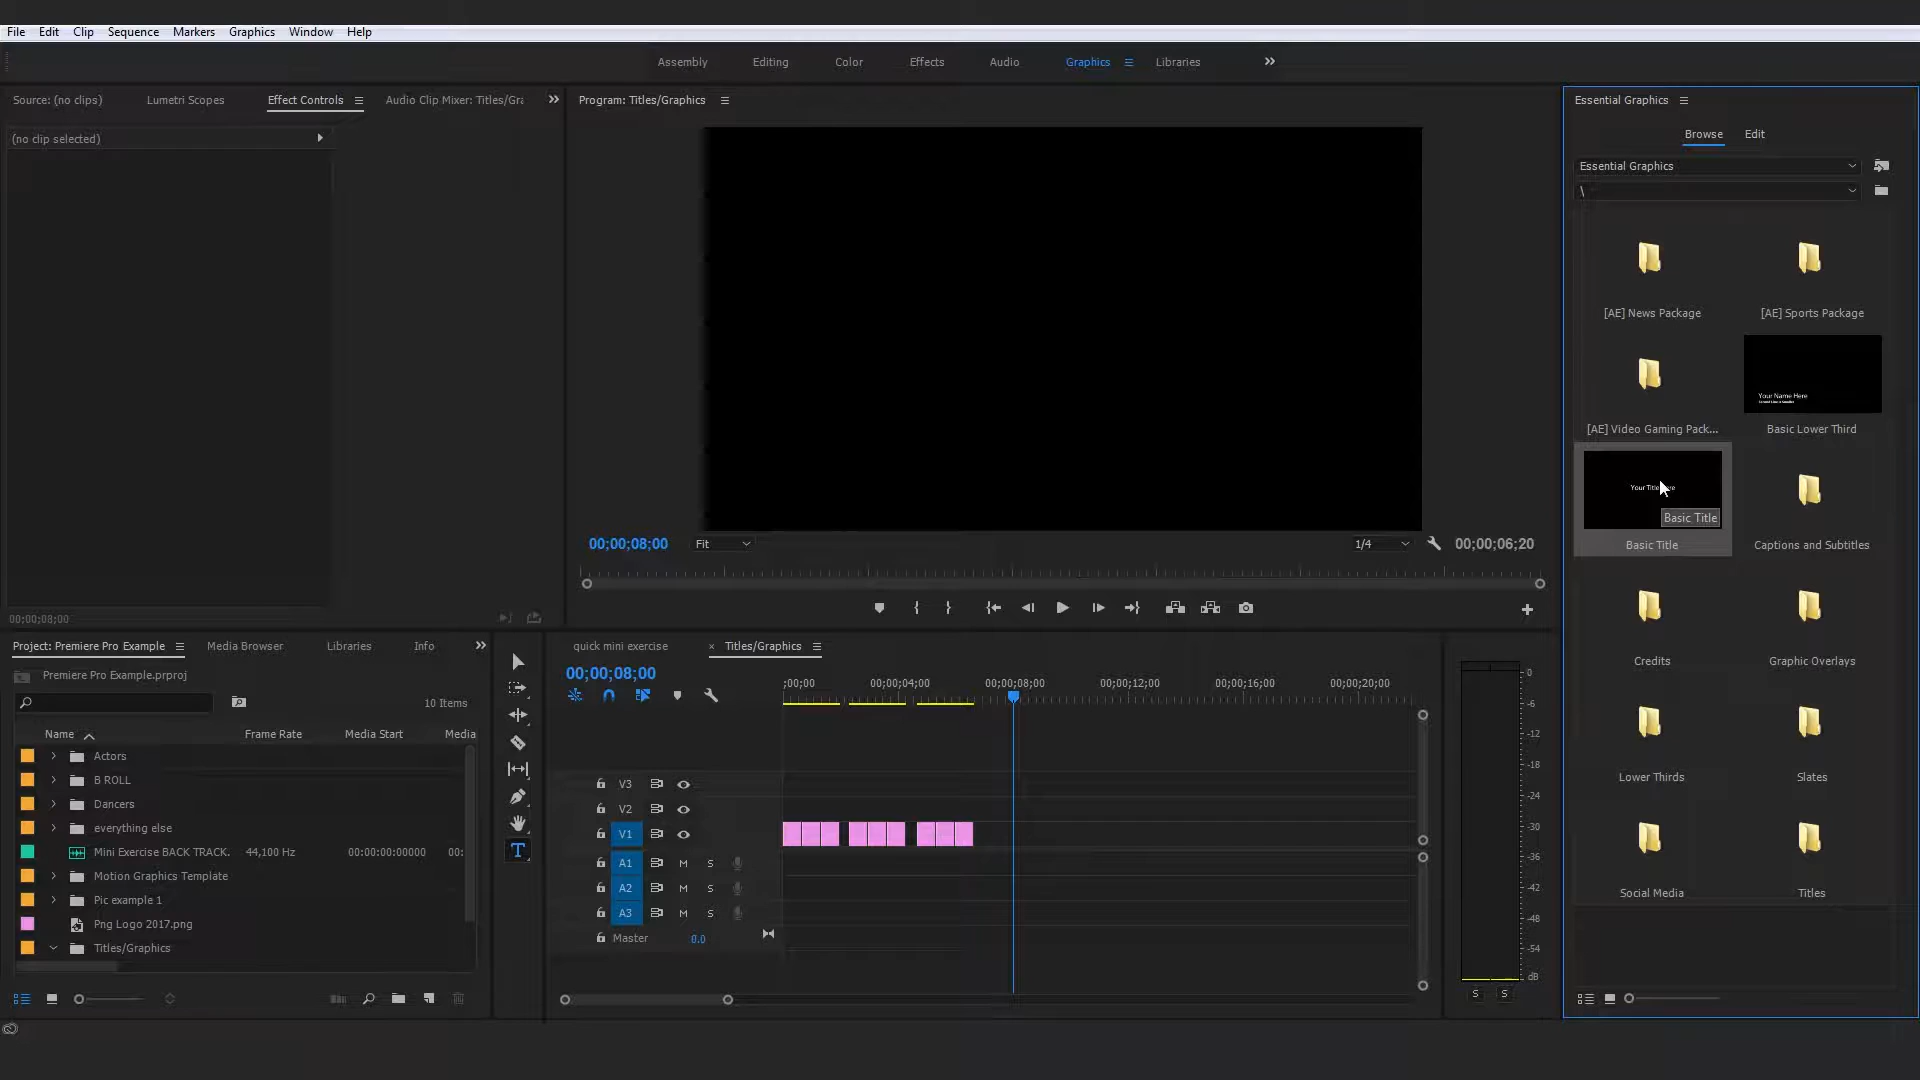 File Edit Clip Sequence Markers Graphics Window Help
Assembly Editing Color Effects Audio Graphics Libraries
Source: (no clips) Lumetri Scopes Effect Controls Audio Clip Mixer: Titles/Gra
(no clip selected)
00;00;08;00
Program: Titles/Graphics
00;00;08;00 Fit 1/4 00;00;06;20
Essential Graphics
Browse Edit
Essential Graphics
\
[AE] News Package [AE] Sports Package
Your Name Here
[AE] Video Gaming Pack... Basic Lower Third
Basic Title
Basic Title Captions and Subtitles
Credits Graphic Overlays
Lower Thirds Slates
Social Media Titles
Project: Premiere Pro Example Media Browser Libraries Info
Premiere Pro Example.prproj
10 Items
Name Frame Rate Media Start Media
Actors
B ROLL
Dancers
everything else
Mini Exercise BACK TRACK. 44,100 Hz 00:00:00:00000 00:
Motion Graphics Template
Pic example 1
Png Logo 2017.png
Titles/Graphics
T
quick mini exercise × Titles/Graphics
00;00;08;00
;00;00 00;00;04;00 00;00;08;00 00;00;12;00 00;00;16;00 00;00;20;00
V3
V2
V1
A1 M S
A2 M S
A3 M S
Master 0.0
0
-6
-12
-18
-24
-30
-36
-42
-48
-54
dB
S S